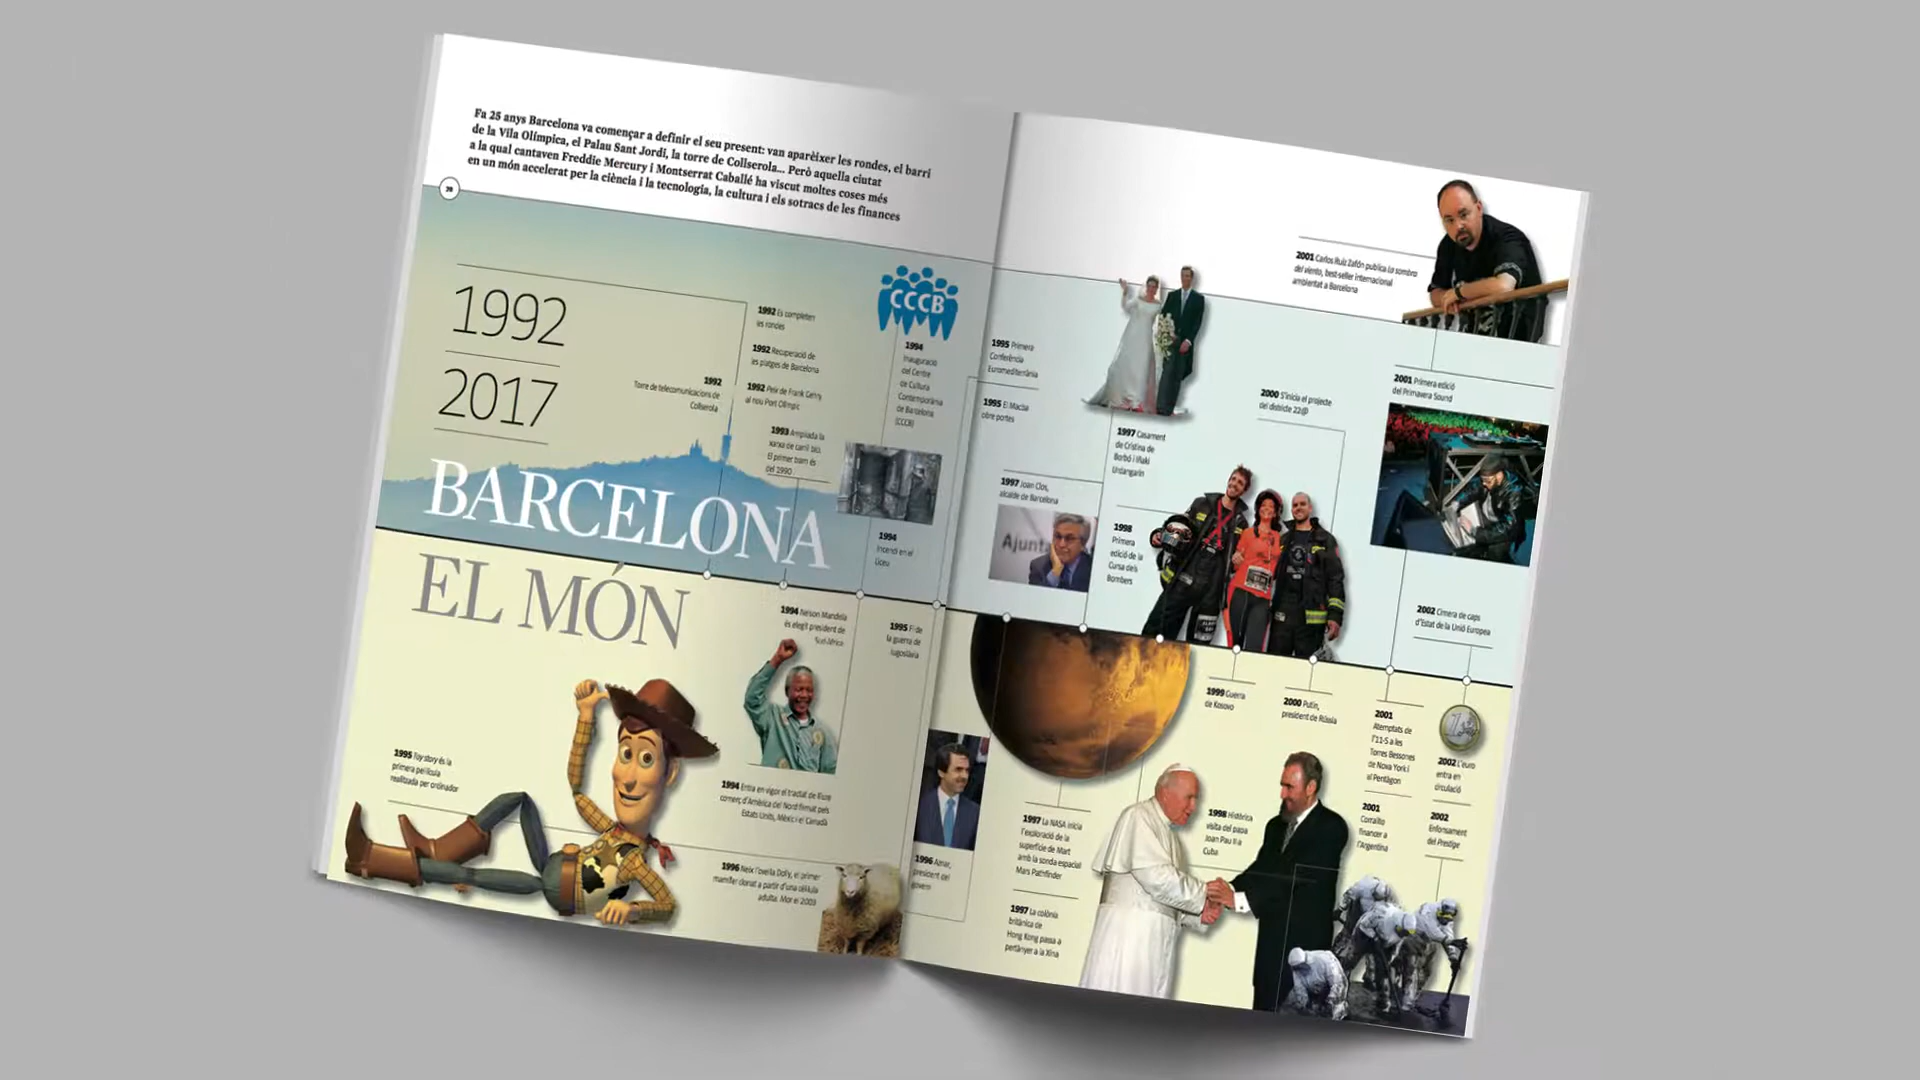 Fa 25 anys Barcelona va començar a definir el seu present: van aparèixer les rondes, el barri
de la Vila Olímpica, el Palau Sant Jordi, la torre de Collserola... Però aquella ciutat
a la qual cantaven Freddie Mercury i Montserrat Caballé ha viscut moltes coses més
en un món accelerat per la ciència i la tecnologia, la cultura i els sotracs de les finances
1992
2017
BARCELONA
EL MÓN
1992
Torre de telecomunicacions de
Collserola
1992 Es completen
les rondes
1992 Recuperació de
les platges de Barcelona
1992 Peix de Frank Gehry
al nou Port Olímpic
1993 Ampliada la
xarxa de carril bici.
El primer tram és
del 1990
CCCB
1994
Inauguració
del Centre
de Cultura
Contemporània
de Barcelona
(CCCB)
1994
Incendi en el
Liceu
1995 Primera
Conferència
Euromediterrània
1995 El Macba
obre portes
1997 Joan Clos,
alcalde de Barcelona
Ajunt
1997 Casament
de Cristina de
Borbó i Iñaki
Urdangarin
1998
Primera
edició de la
Cursa dels
Bombers
2000 S'inicia el projecte
del districte 22@
2001 Carlos Ruiz Zafón publica La sombra
del viento, best-seller internacional
ambientat a Barcelona
2001 Primera edició
del Primavera Sound
2002 Cimera de caps
d'Estat de la Unió Europea
1995 Toy story és la
primera pel·lícula
realitzada per ordinador
1994 Nelson Mandela
és elegit president de
Sud-àfrica
1994 Entra en vigor el tractat de lliure
comerç d'Amèrica del Nord firmat pels
Estats Units, Mèxic i el Canadà
1995 Fi de
la guerra de
Iugoslàvia
1996 Neix l'ovella Dolly, el primer
mamífer clonat a partir d'una cèl·lula
adulta. Mor el 2003
1996 Aznar,
president del
govern
1997 La NASA inicia
l'exploració de la
superfície de Mart
amb la sonda espacial
Mars Pathfinder
1997 La colònia
britànica de
Hong Kong passa a
pertànyer a la Xina
1998 Històrica
visita del papa
Joan Pau II a
Cuba
1999 Guerra
de Kosovo
2000 Putin,
president de Rússia
2001
Atemptats de
l'11-S a les
Torres Bessones
de Nova York i
al Pentàgon
2001
Corralito
financer a
l'Argentina
2002 L'euro
entra en
circulació
2002
Enfonsament
del Prestige